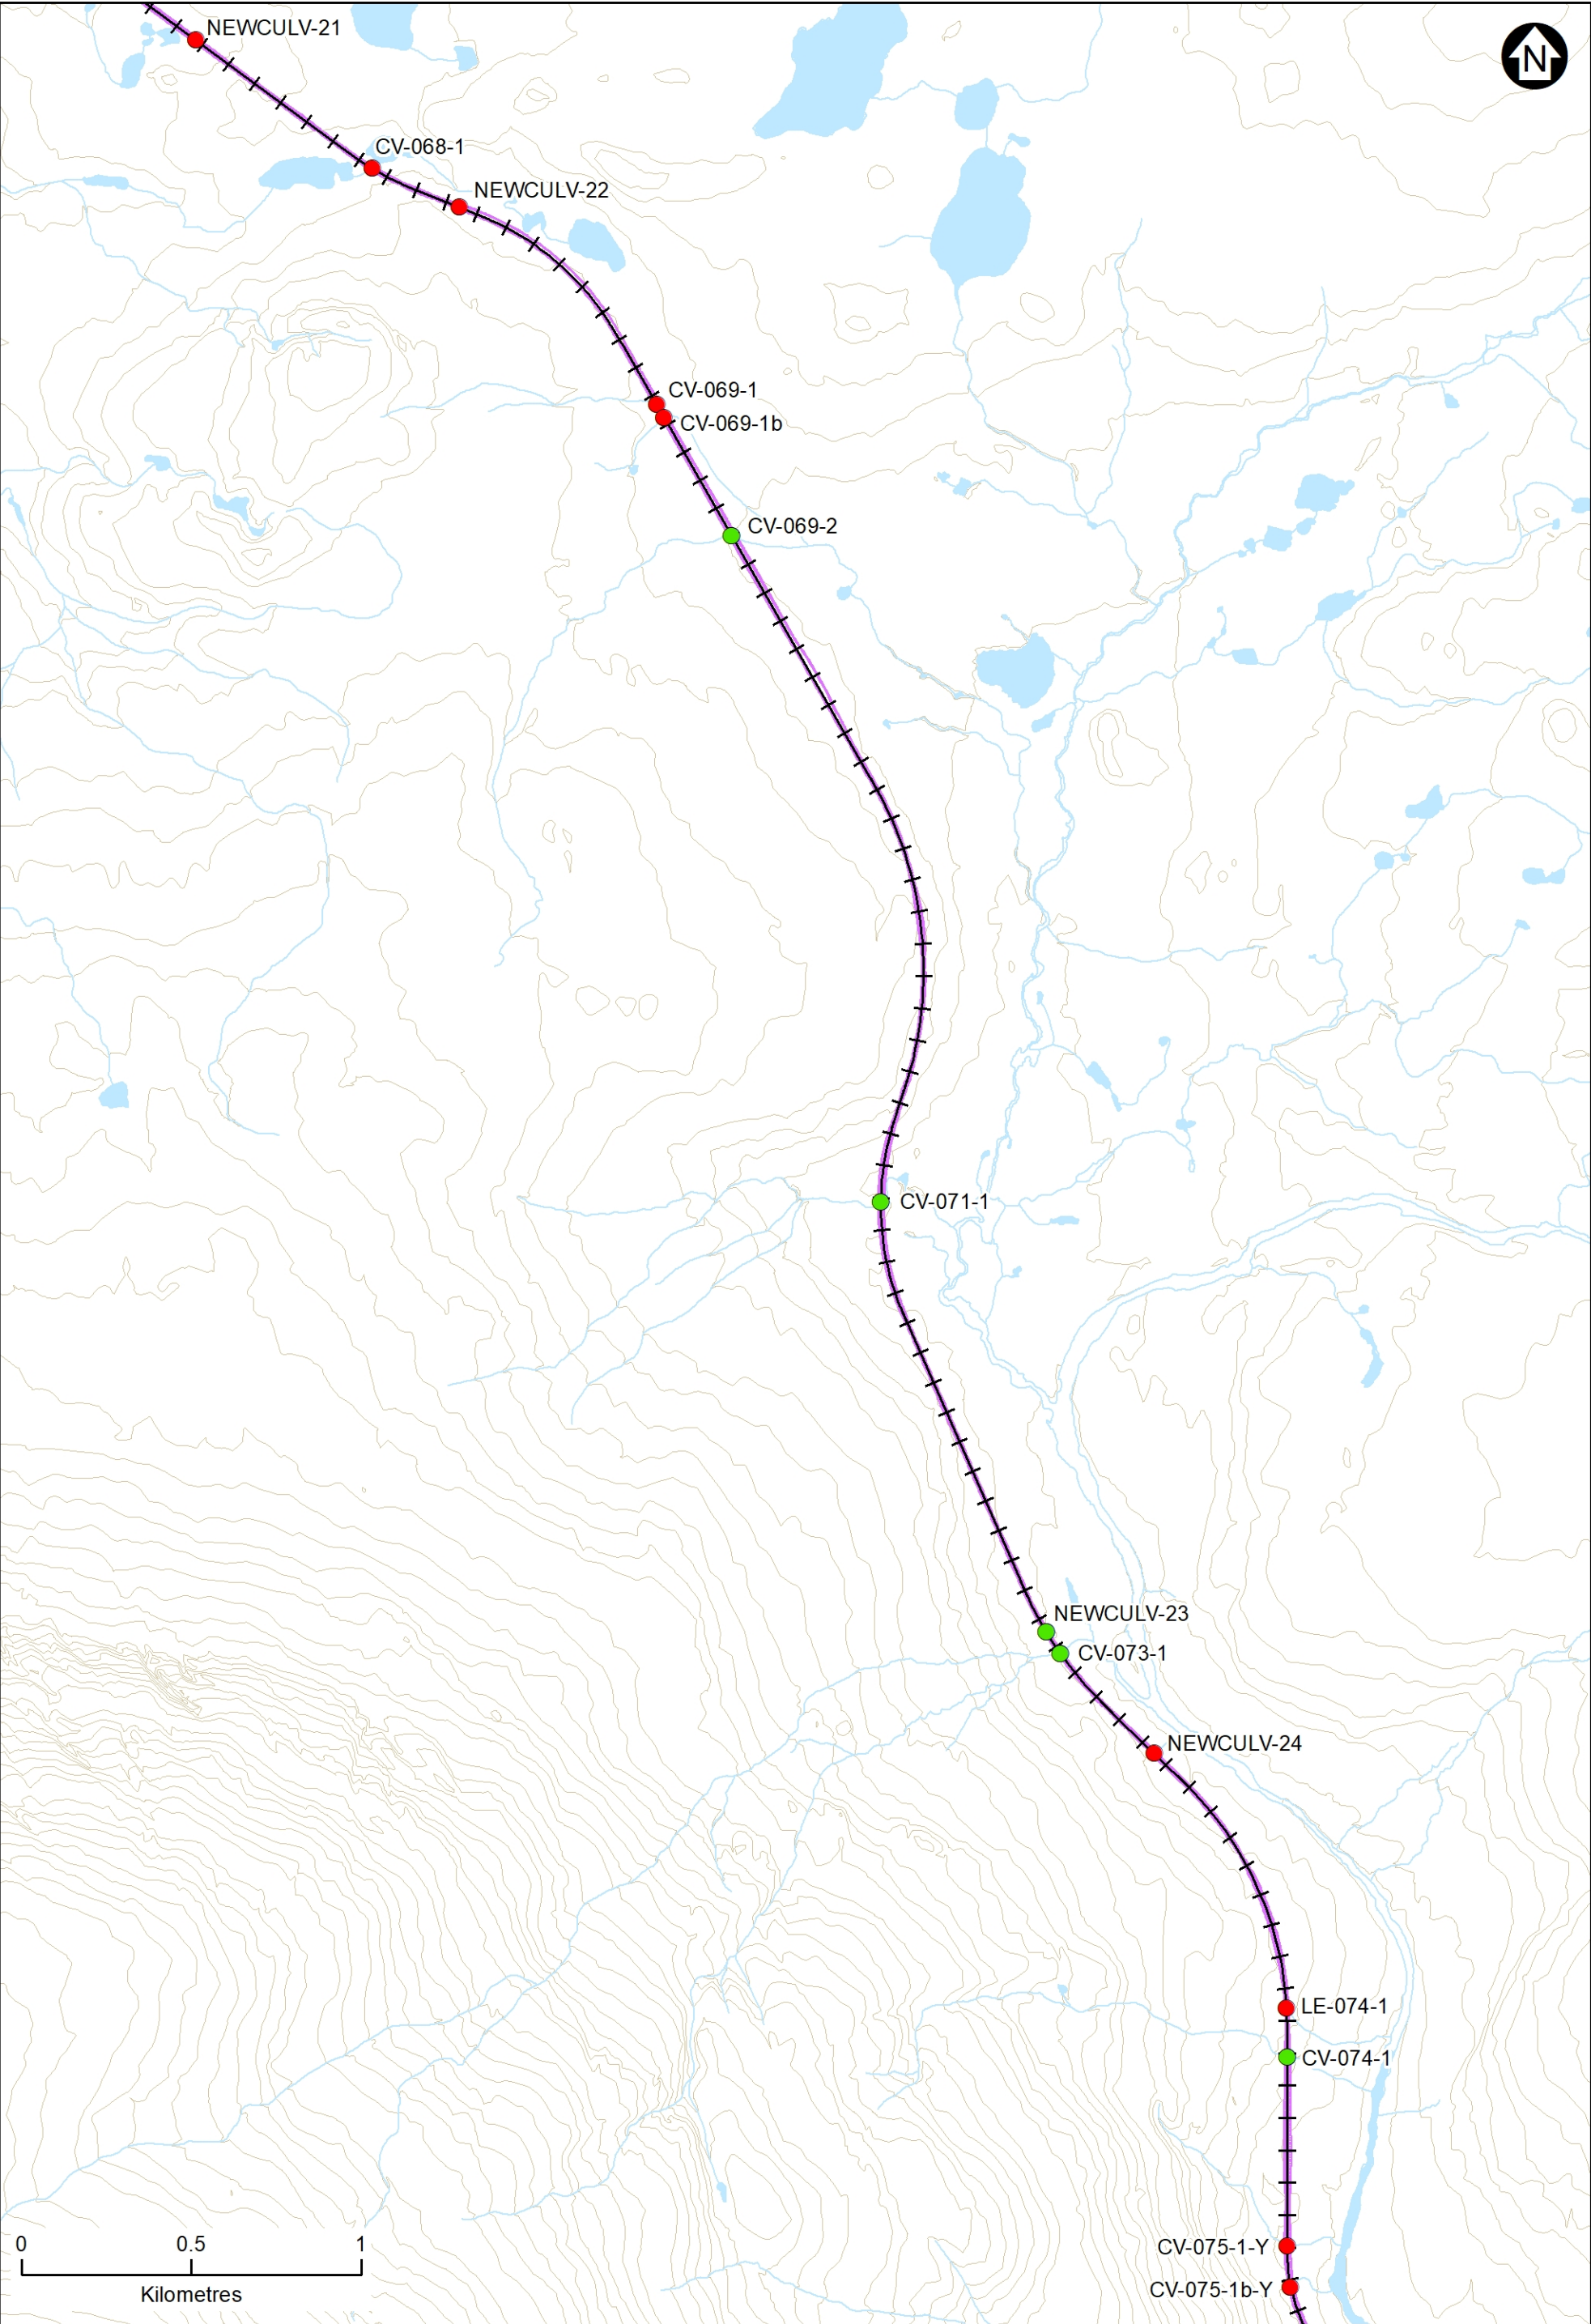 NEWCULV-21
N
CV-068-1
NEWCULV-22
CV-069-1
CV-069-1b
CV-069-2
CV-071-1
NEWCULV-23
CV-073-1
NEWCULV-24
LE-074-1
CV-074-1
CV-075-1-Y
CV-075-1b-Y
0 0.5 1
Kilometres